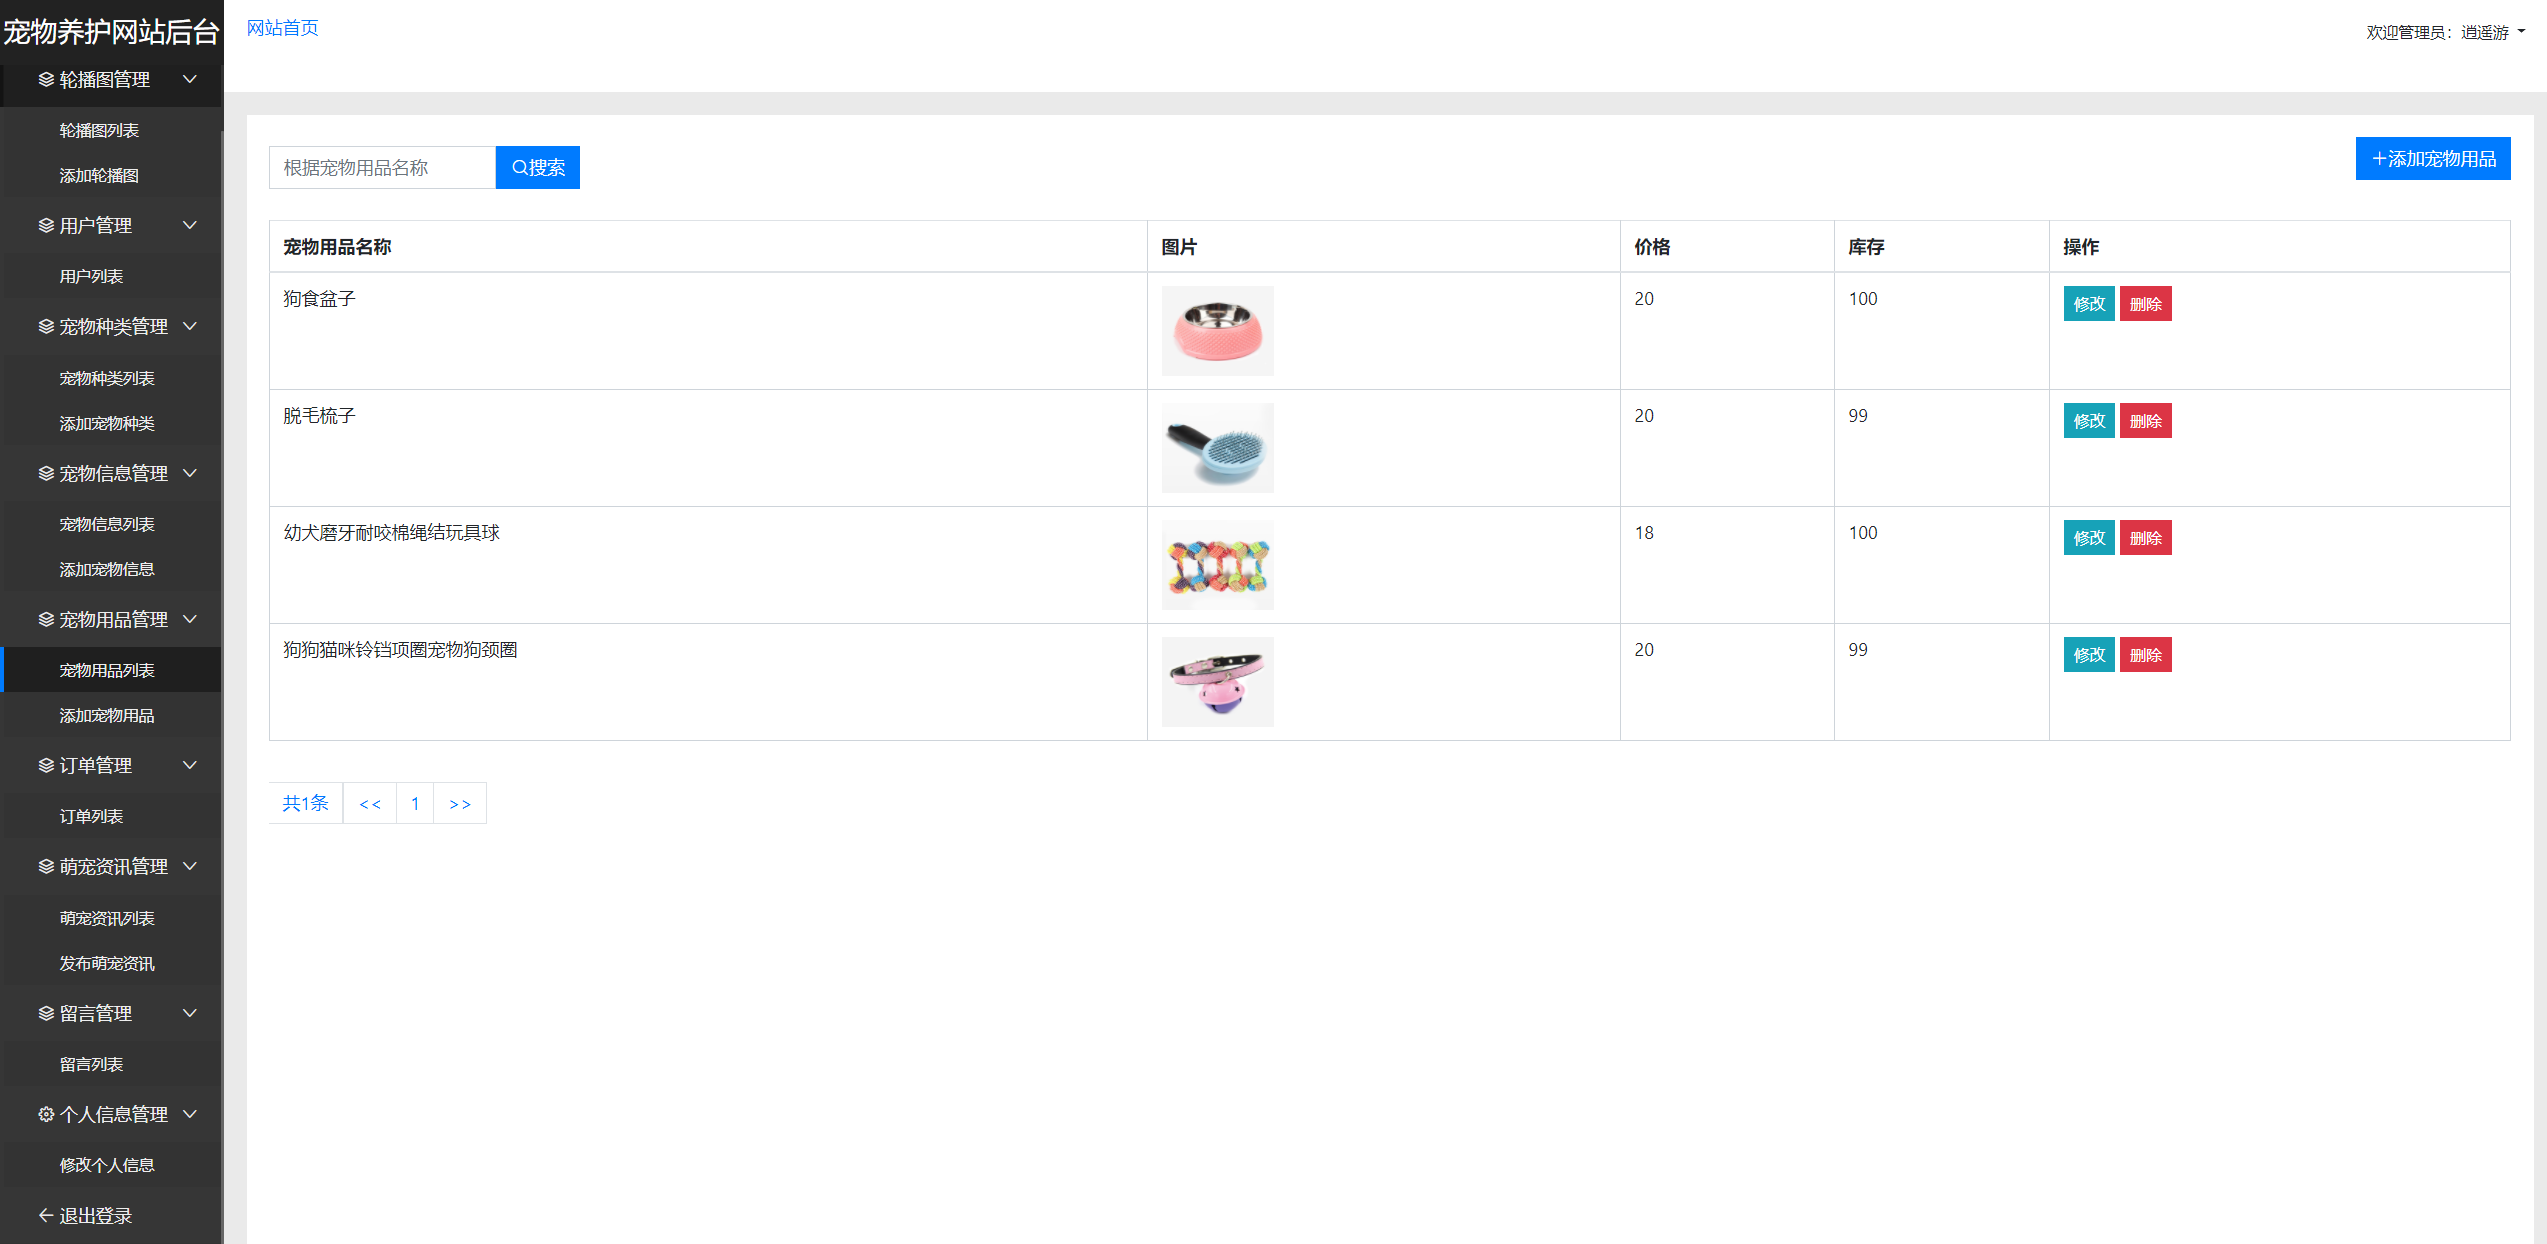 宠物养护网站后台
网站首页
欢迎管理员：逍遥游
轮播图管理
轮播图列表
添加轮播图
用户管理
用户列表
宠物种类管理
宠物种类列表
添加宠物种类
宠物信息管理
宠物信息列表
添加宠物信息
宠物用品管理
宠物用品列表
添加宠物用品
订单管理
订单列表
萌宠资讯管理
萌宠资讯列表
发布萌宠资讯
留言管理
留言列表
个人信息管理
修改个人信息
退出登录
根据宠物用品名称 搜索
+添加宠物用品
宠物用品名称 图片 价格 库存 操作
狗食盆子 20 100 修改 删除
脱毛梳子 20 99 修改 删除
幼犬磨牙耐咬棉绳结玩具球 18 100 修改 删除
狗狗猫咪铃铛项圈宠物狗颈圈 20 99 修改 删除
共1条 << 1 >>